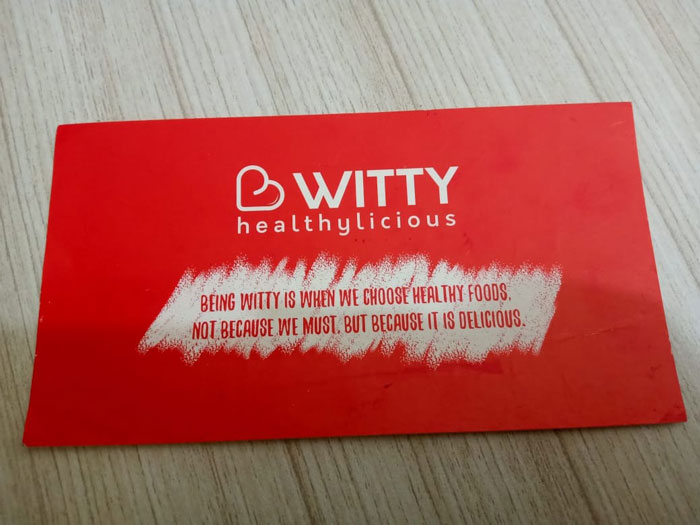 B WITTY
healthylicious
BEING WITTY IS WHEN WE CHOOSE HEALTHY FOODS,
NOT BECAUSE WE MUST, BUT BECAUSE IT IS DELICIOUS.